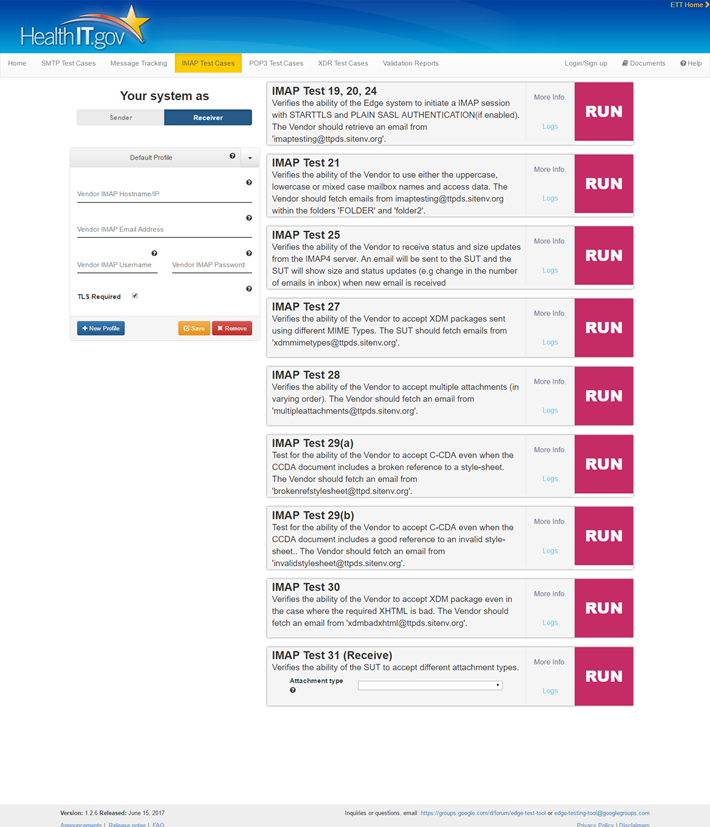 ETT Home
HealthIT.gov
Home SMTP Test Cases Message Tracking IMAP Test Cases POP3 Test Cases XDR Test Cases Validation Reports Login/Sign up Documents Help
Your system as
Sender Receiver
Default Profile
Vendor IMAP Hostname/IP
Vendor IMAP Email Address
Vendor IMAP Username Vendor IMAP Password
TLS Required
New Profile Save Remove
IMAP Test 19, 20, 24
Verifies the ability of the Edge system to initiate a IMAP session
with STARTTLS and PLAIN SASL AUTHENTICATION(if enabled).
The Vendor should retrieve an email from
'imaptesting@ttpds.sitenv.org'.
More Info.
Logs
RUN
IMAP Test 21
Verifies the ability of the Vendor to use either the uppercase,
lowercase or mixed case mailbox names and access data. The
Vendor should fetch emails from imaptesting@ttpds.sitenv.org
within the folders 'FOLDER' and 'folder2'.
More Info.
Logs
RUN
IMAP Test 25
Verifies the ability of the Vendor to receive status and size updates
from the IMAP4 server. An email will be sent to the SUT and the
SUT will show size and status updates (e.g change in the number
of emails in inbox) when new email is received
More Info.
Logs
RUN
IMAP Test 27
Verifies the ability of the Vendor to accept XDM packages sent
using different MIME Types. The SUT should fetch emails from
'xdmmimetypes@ttpds.sitenv.org'.
More Info.
Logs
RUN
IMAP Test 28
Verifies the ability of the Vendor to accept multiple attachments (in
varying order). The Vendor should fetch an email from
'multipleattachments@ttpds.sitenv.org'.
More Info.
Logs
RUN
IMAP Test 29(a)
Test for the ability of the Vendor to accept C-CDA even when the
CCDA document includes a broken reference to a style-sheet.
The Vendor should fetch an email from
'brokenrefstylesheet@ttpd.sitenv.org'.
More Info.
Logs
RUN
IMAP Test 29(b)
Test for the ability of the Vendor to accept C-CDA even when the
CCDA document includes a good reference to an invalid style-
sheet.. The Vendor should fetch an email from
'invalidstylesheet@ttpds.sitenv.org'.
More Info.
Logs
RUN
IMAP Test 30
Verifies the ability of the Vendor to accept XDM package even in
the case where the required XHTML is bad. The Vendor should
fetch an email from 'xdmbadxhtml@ttpds.sitenv.org'.
More Info.
Logs
RUN
IMAP Test 31 (Receive)
Verifies the ability of the SUT to accept different attachment types.
Attachment type
More Info.
Logs
RUN
Version: 1.2.6 Released: June 15, 2017
Inquiries or questions, email: https://groups.google.com/d/forum/edge-test-tool or edge-testing-tool@googlegroups.com
Announcements | Release notes | FAQ
Privacy Policy | Disclaimers